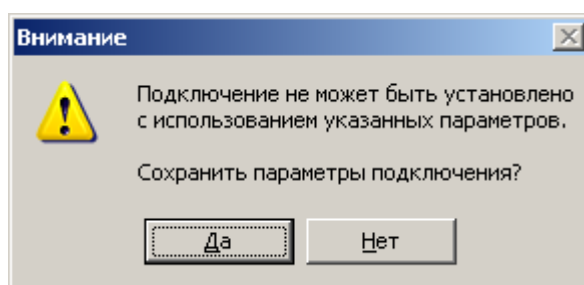 Внимание
Подключение не может быть установлено
с использованием указанных параметров.
Сохранить параметры подключения?
Да
Нет